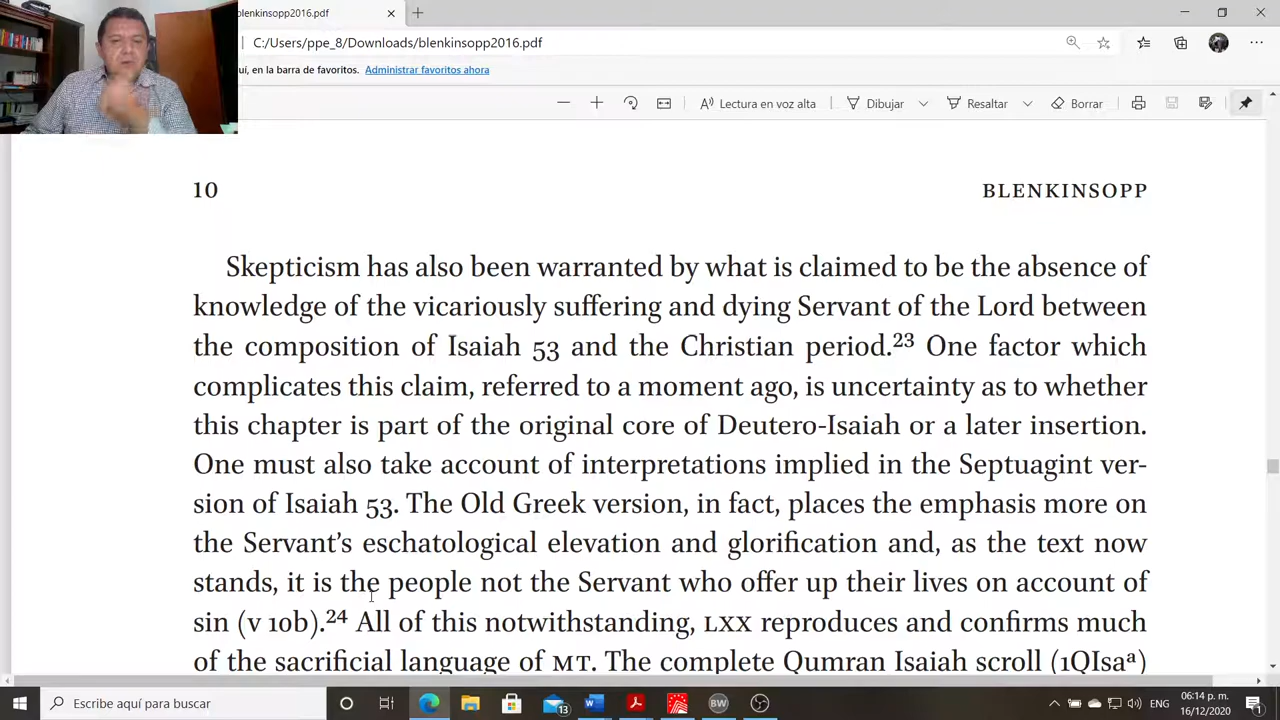 blenkinsopp2016.pdf
C:/Users/ppe_8/Downloads/blenkinsopp2016.pdf
uí, en la barra de favoritos. Administrar favoritos ahora
Lectura en voz alta
Dibujar
Resaltar
Borrar
10 BLENKINSOPP
Skepticism has also been warranted by what is claimed to be the absence of
knowledge of the vicariously suffering and dying Servant of the Lord between
the composition of Isaiah 53 and the Christian period.²³ One factor which
complicates this claim, referred to a moment ago, is uncertainty as to whether
this chapter is part of the original core of Deutero-Isaiah or a later insertion.
One must also take account of interpretations implied in the Septuagint ver-
sion of Isaiah 53. The Old Greek version, in fact, places the emphasis more on
the Servant’s eschatological elevation and glorification and, as the text now
stands, it is the people not the Servant who offer up their lives on account of
sin (v 10b).²⁴ All of this notwithstanding, LXX reproduces and confirms much
of the sacrificial language of MT. The complete Qumran Isaiah scroll (1QIsaᵃ)
Escribe aquí para buscar
13
W
BW
ENG
06:14 p. m.
16/12/2020
1